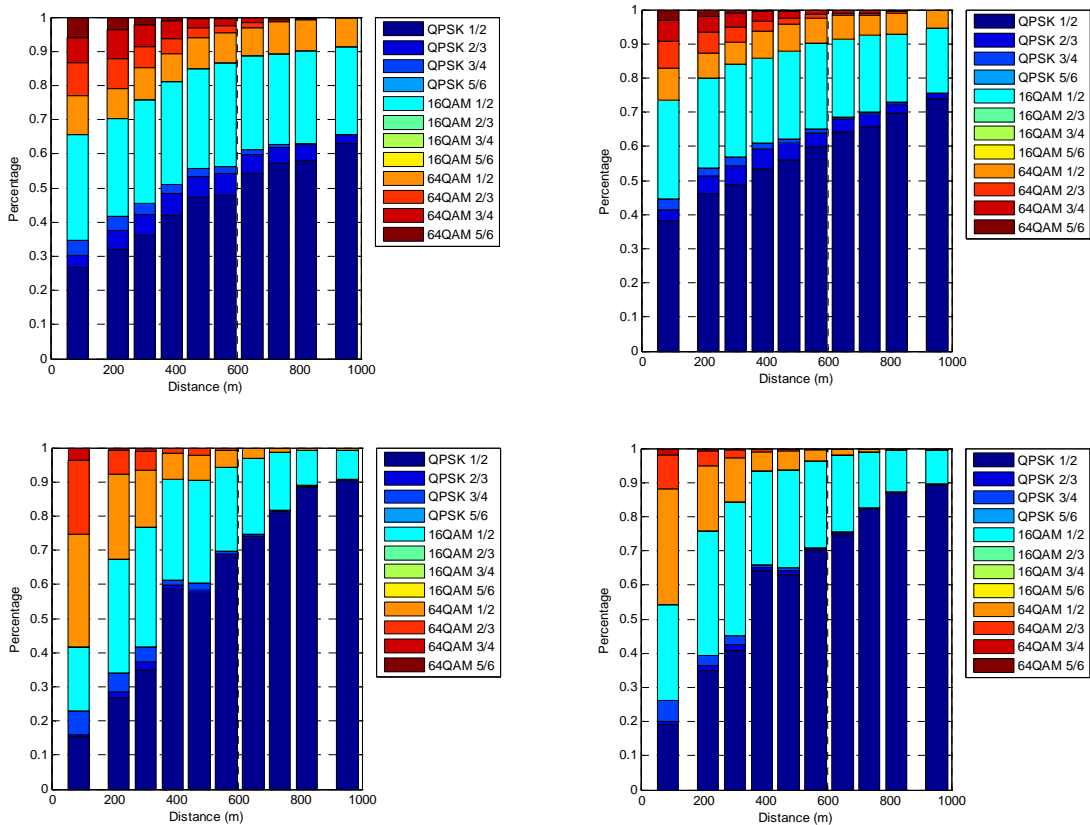 1
0.9
0.8
0.7
0.6
0.5
0.4
0.3
0.2
0.1
0
Percentage
0 200 400 600 800 1000
Distance (m)
QPSK 1/2
QPSK 2/3
QPSK 3/4
QPSK 5/6
16QAM 1/2
16QAM 2/3
16QAM 3/4
16QAM 5/6
64QAM 1/2
64QAM 2/3
64QAM 3/4
64QAM 5/6
1
0.9
0.8
0.7
0.6
0.5
0.4
0.3
0.2
0.1
0
Percentage
0 200 400 600 800 1000
Distance (m)
QPSK 1/2
QPSK 2/3
QPSK 3/4
QPSK 5/6
16QAM 1/2
16QAM 2/3
16QAM 3/4
16QAM 5/6
64QAM 1/2
64QAM 2/3
64QAM 3/4
64QAM 5/6
1
0.9
0.8
0.7
0.6
0.5
0.4
0.3
0.2
0.1
0
Percentage
0 200 400 600 800 1000
Distance (m)
QPSK 1/2
QPSK 2/3
QPSK 3/4
QPSK 5/6
16QAM 1/2
16QAM 2/3
16QAM 3/4
16QAM 5/6
64QAM 1/2
64QAM 2/3
64QAM 3/4
64QAM 5/6
1
0.9
0.8
0.7
0.6
0.5
0.4
0.3
0.2
0.1
0
Percentage
0 200 400 600 800 1000
Distance (m)
QPSK 1/2
QPSK 2/3
QPSK 3/4
QPSK 5/6
16QAM 1/2
16QAM 2/3
16QAM 3/4
16QAM 5/6
64QAM 1/2
64QAM 2/3
64QAM 3/4
64QAM 5/6